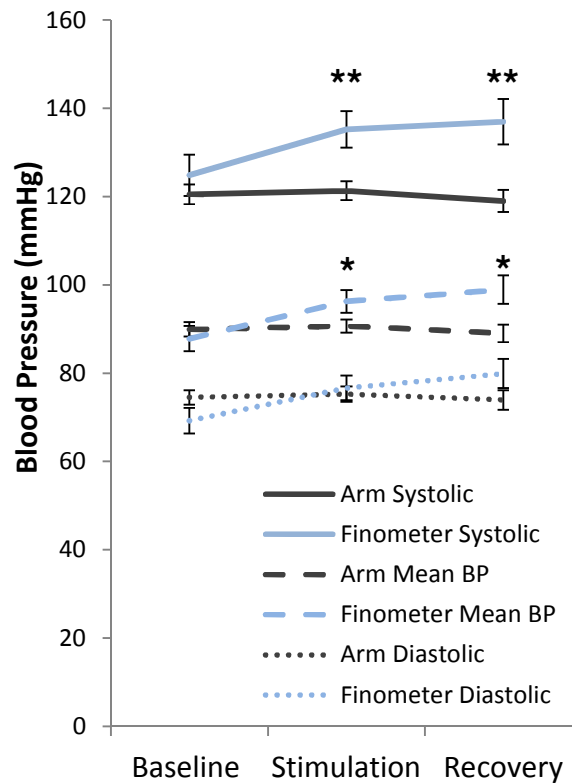 160
140
120
100
80
60
40
20
0
Blood Pressure (mmHg)
** **
* *
Arm Systolic
Finometer Systolic
Arm Mean BP
Finometer Mean BP
Arm Diastolic
Finometer Diastolic
Baseline Stimulation Recovery